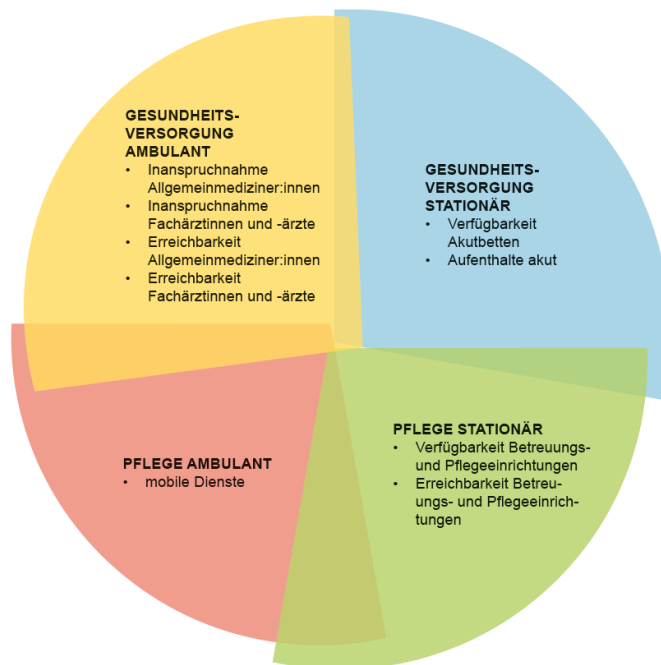 GESUNDHEITS-
VERSORGUNG
AMBULANT
• Inanspruchnahme
Allgemeinmediziner:innen
• Inanspruchnahme
Fachärztinnen und -ärzte
• Erreichbarkeit
Allgemeinmediziner:innen
• Erreichbarkeit
Fachärztinnen und -ärzte
GESUNDHEITS-
VERSORGUNG
STATIONÄR
• Verfügbarkeit
Akutbetten
• Aufenthalte akut
PFLEGE AMBULANT
• mobile Dienste
PFLEGE STATIONÄR
• Verfügbarkeit Betreuungs-
und Pflegeeinrichtungen
• Erreichbarkeit Betreu-
ungs- und Pflegeeinrich-
tungen